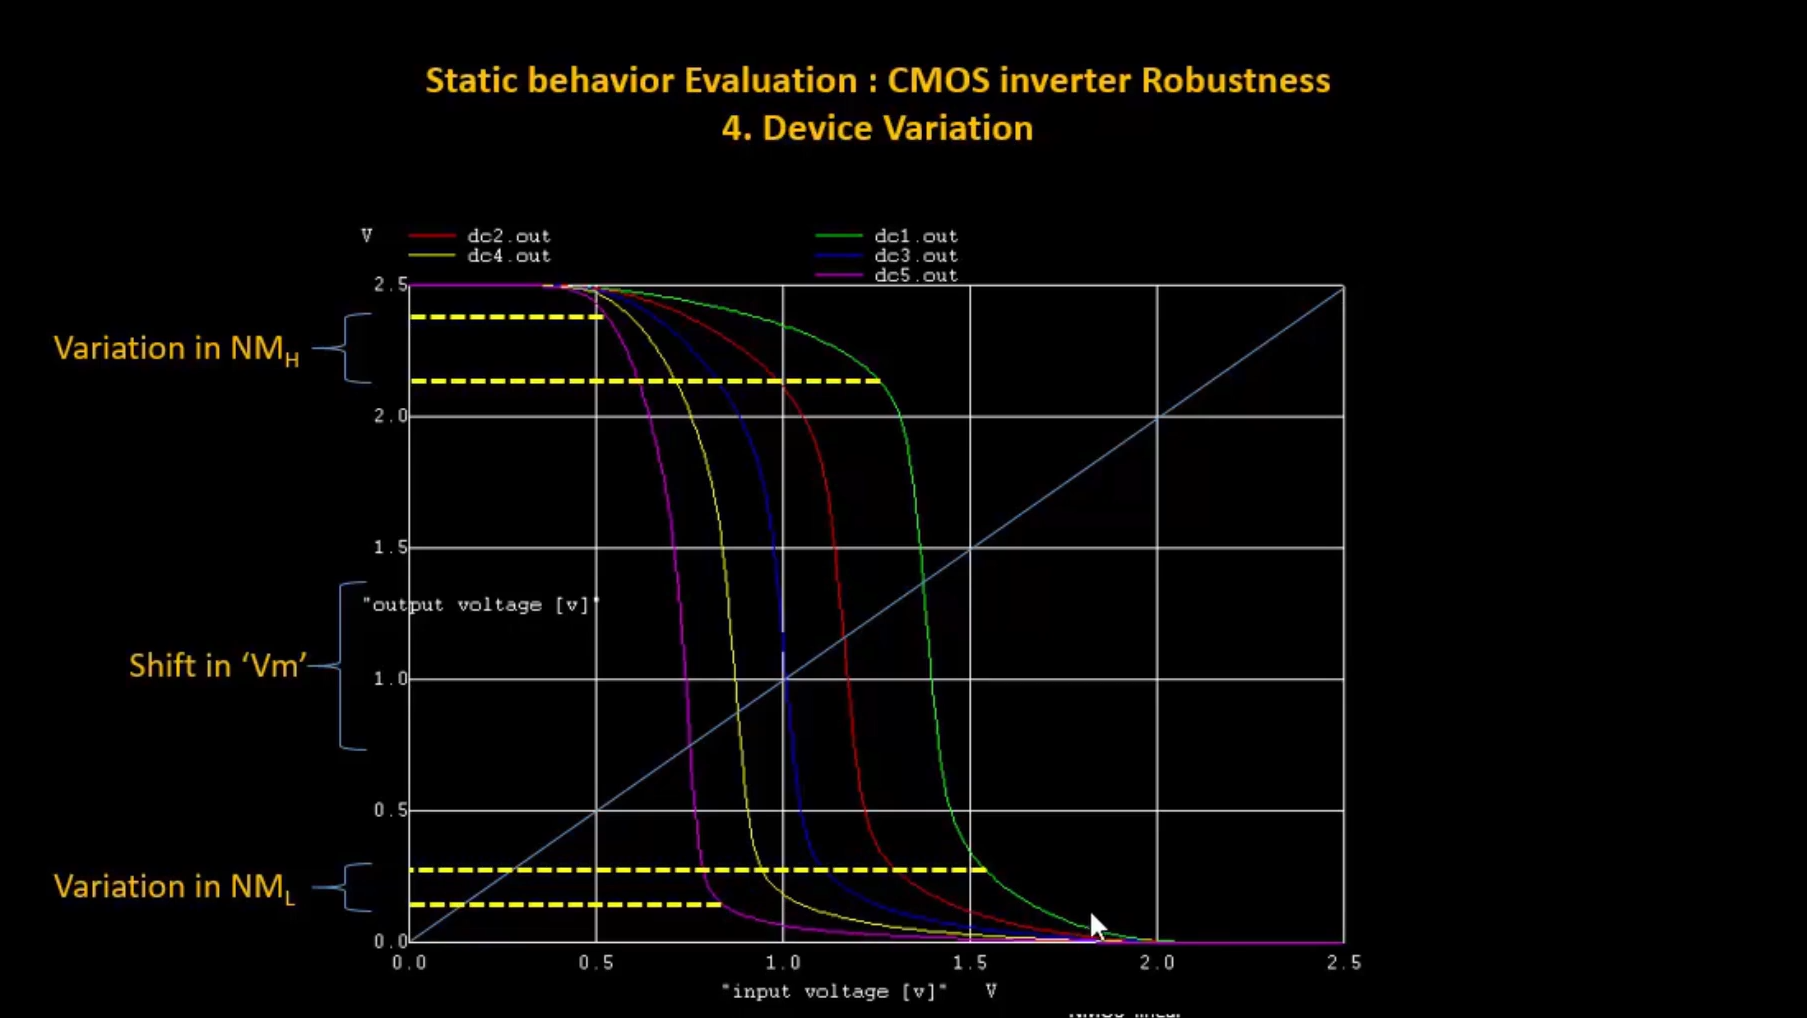 Static behavior Evaluation : CMOS inverter Robustness
4. Device Variation
V
dc2.out
dc1.out
dc4.out
dc3.out
dc5.out
2.5
Variation in NMH
2.0
1.5
"output voltage [v]"
Shift in ‘Vm’
1.0
0.5
Variation in NML
0.0
0.0 0.5 1.0 1.5 2.0 2.5
"input voltage [v]" V